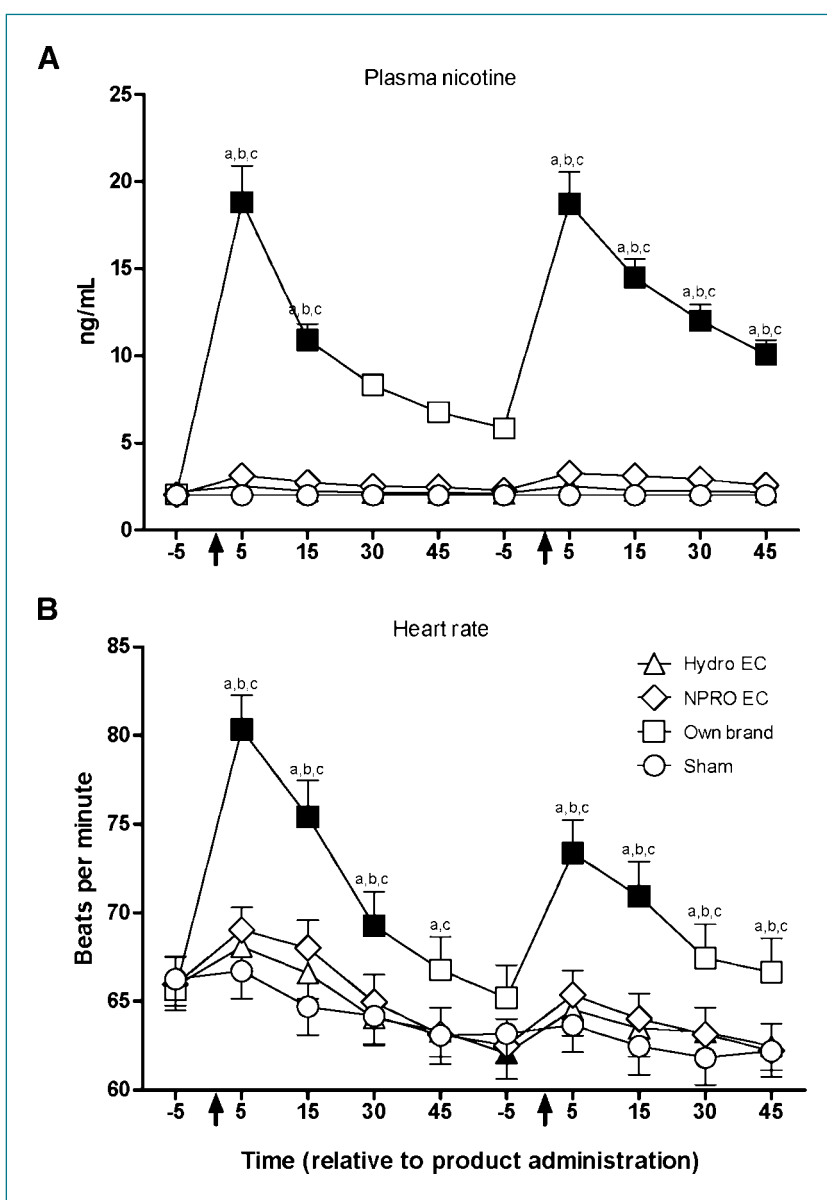 A
Plasma nicotine
25
a,b,c
a,b,c
20
a,b,c
15
a,b,c
a,b,c
a,b,c
10
5
0
ng/mL
-5 5 15 30 45 -5 5 15 30 45
B
Heart rate
85
Hydro EC
a,b,c
NPRO EC
80
Own brand
Sham
a,b,c
75
a,b,c
a,b,c
a,b,c
70
a,c
a,b,c
a,b,c
65
60
Beats per minute
-5 5 15 30 45 -5 5 15 30 45
Time (relative to product administration)